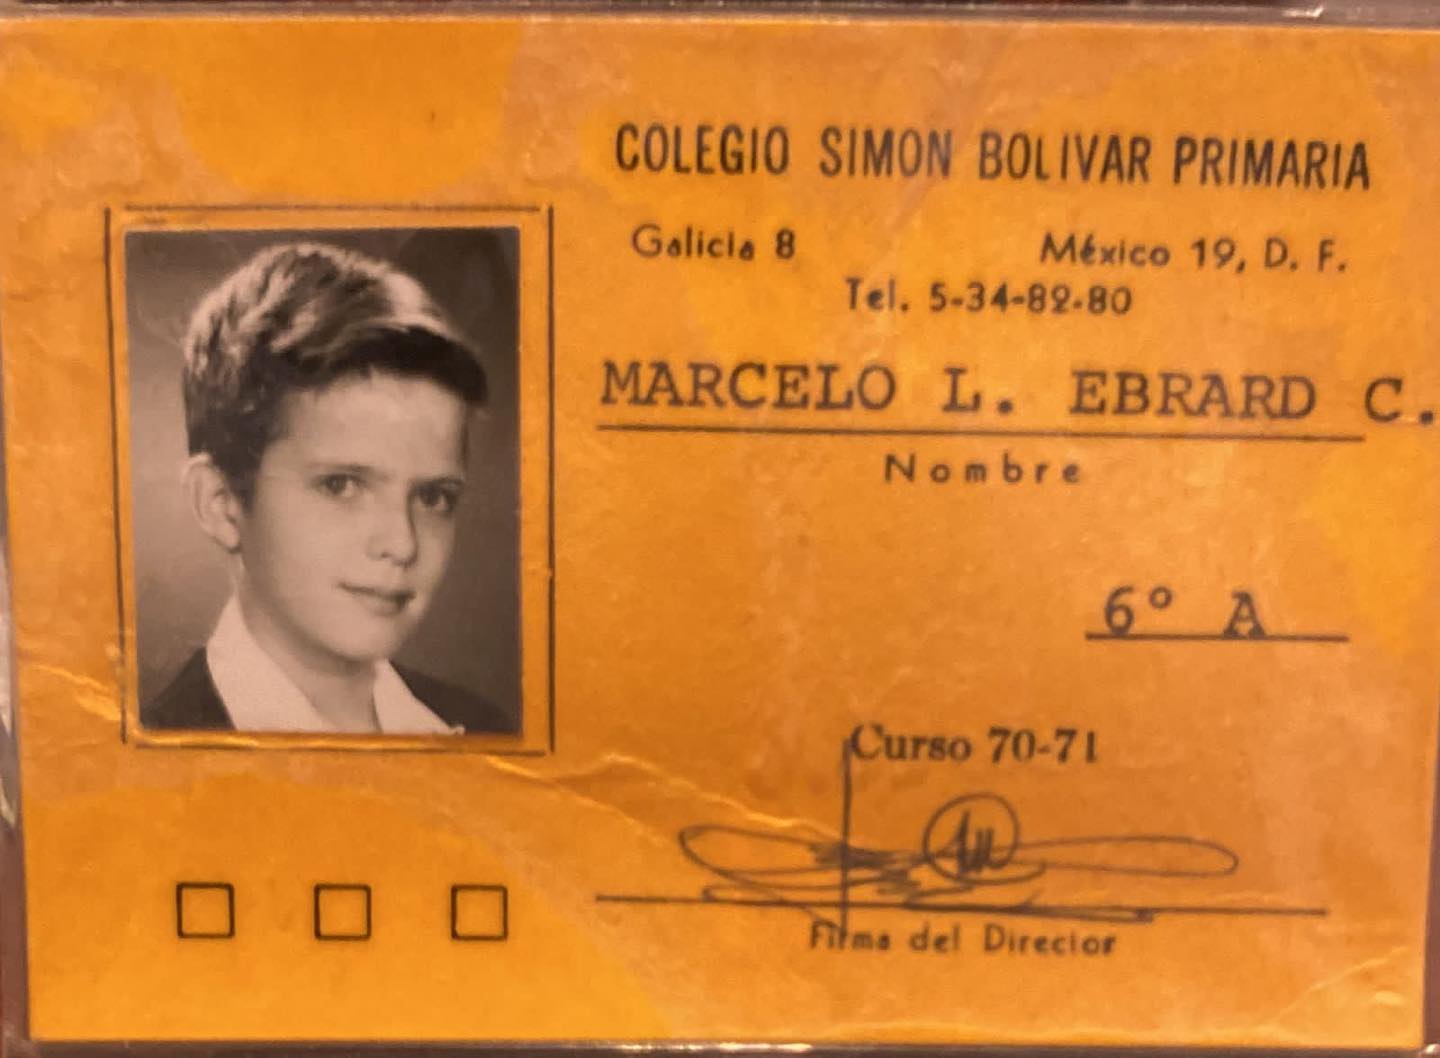 COLEGIO SIMON BOLIVAR PRIMARIA
Galicia 8 México 19, D. F.
Tel. 5-34-82-80
MARCELO L. EBRARD C.
Nombre
6º A
Curso 70-71
Firma del Director